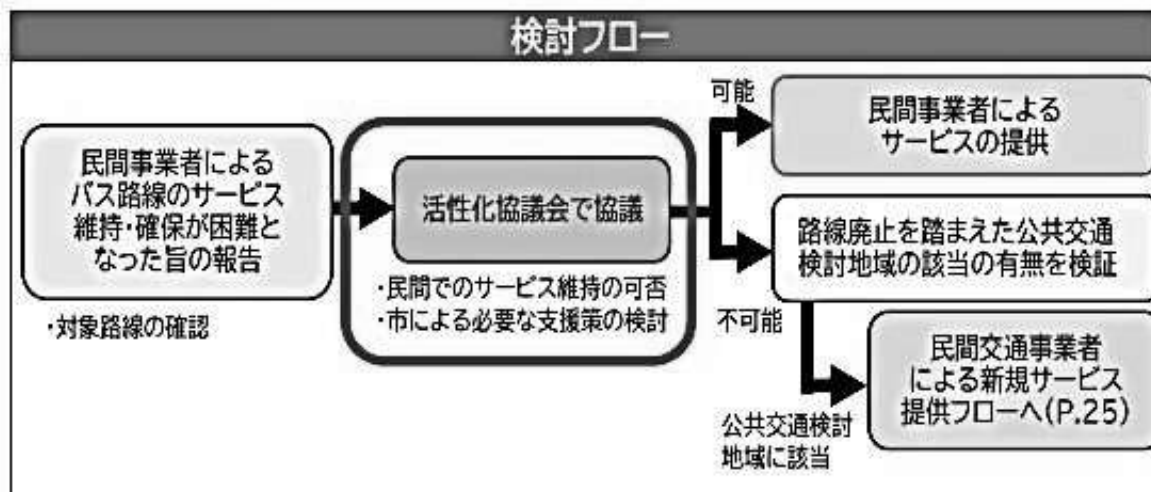 検討フロー
民間事業者による
バス路線のサービス
維持・確保が困難と
なった旨の報告
・対象路線の確認
活性化協議会で協議
・民間でのサービス維持の可否
・市による必要な支援策の検討
可能
民間事業者による
サービスの提供
不可能
路線廃止を踏まえた公共交通
検討地域の該当の有無を検証
公共交通検討
地域に該当
民間交通事業者
による新規サービス
提供フローへ(P.25)